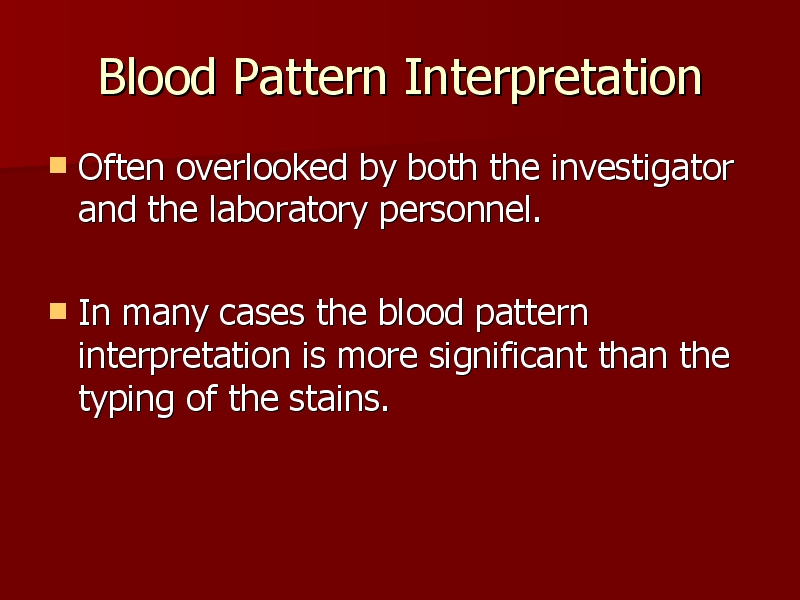 Blood Pattern Interpretation
Often overlooked by both the investigator
and the laboratory personnel.
In many cases the blood pattern
interpretation is more significant than the
typing of the stains.